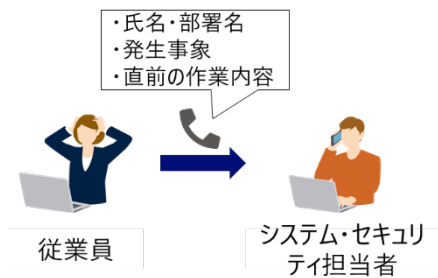 ・氏名・部署名
・発生事象
・直前の作業内容
従業員
システム・セキュリ
ティ担当者